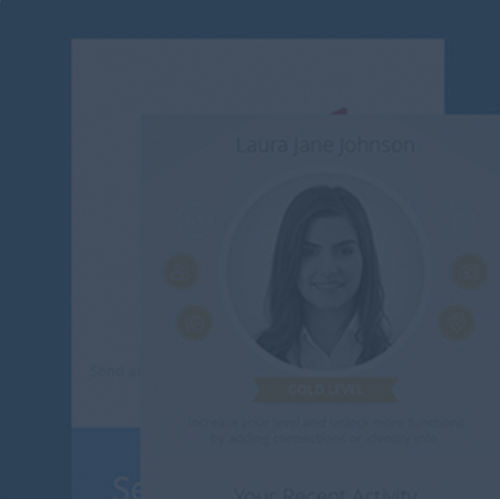 Laura Jane Johnson
Send a
GOLD LEVEL
Increase your level and unlock more functions
by adding connections or identity info.
Se
Your Recent Activity